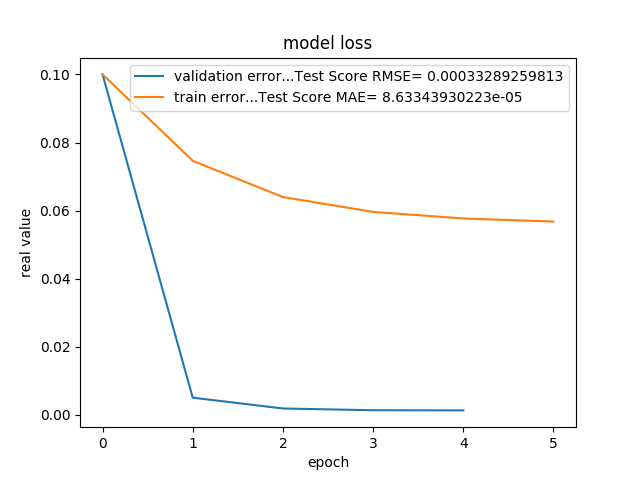 model loss
validation error...Test Score RMSE= 0.00033289259813
train error...Test Score MAE= 8.63343930223e-05
0.10
0.08
0.06
0.04
0.02
0.00
real value
0 1 2 3 4 5
epoch